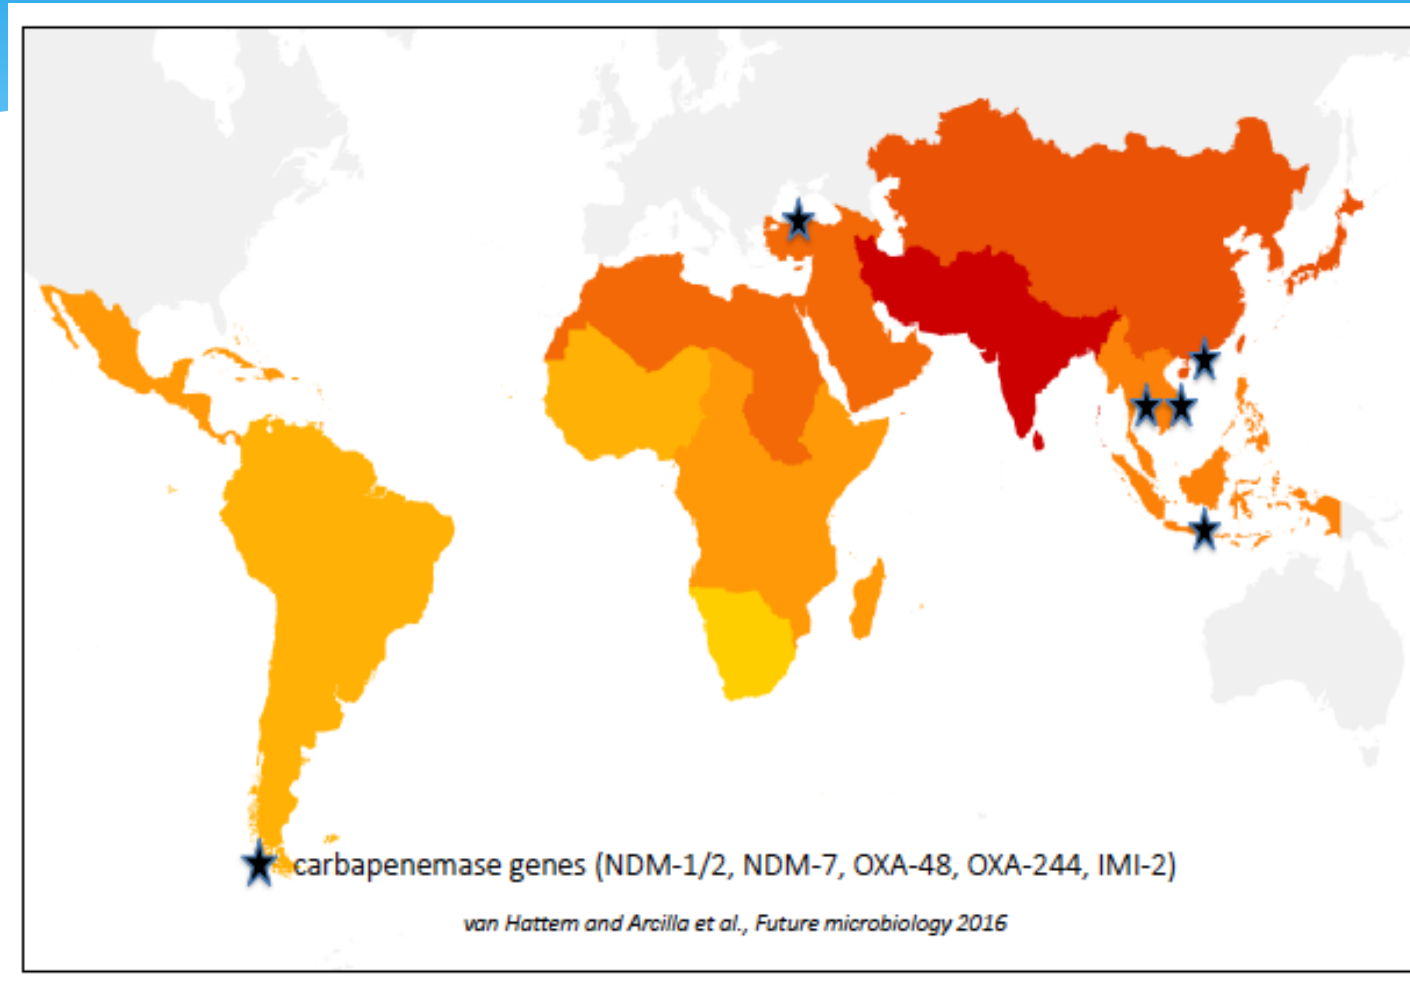 carbapenemase genes (NDM-1/2, NDM-7, OXA-48, OXA-244, IMI-2)
van Hattem and Arcilla et al., Future microbiology 2016